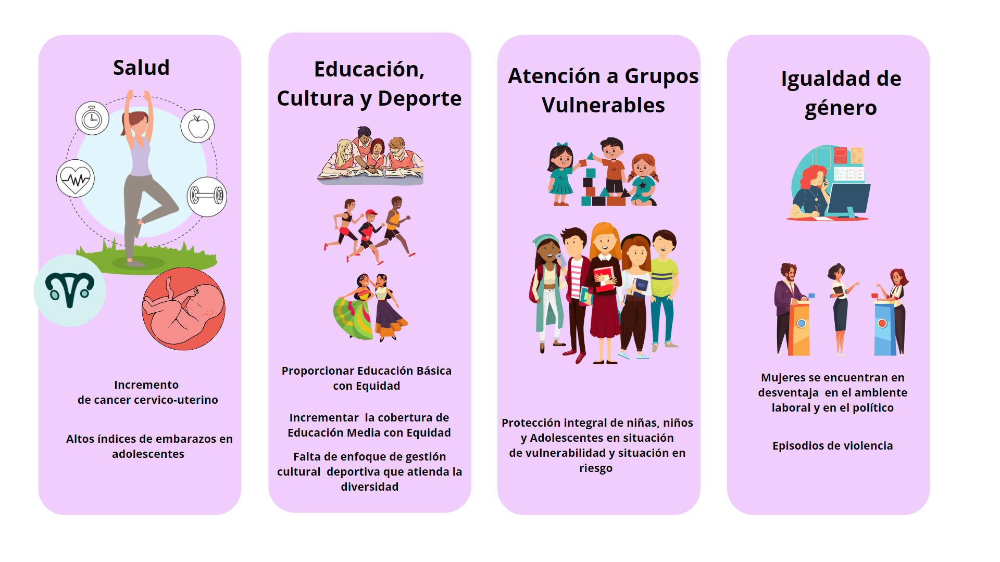 Salud
Incremento
de cancer cervico-uterino
Altos índices de embarazos en
adolescentes
Educación,
Cultura y Deporte
Proporcionar Educación Básica
con Equidad
Incrementar  la cobertura de
Educación Media con Equidad
Falta de enfoque de gestión
cultural  deportiva que atienda la
diversidad
Atención a Grupos
Vulnerables
Protección integral de niñas, niños
y Adolescentes en situación
de vulnerabilidad y situación en
riesgo
Igualdad de
género
Mujeres se encuentran en
desventaja  en el ambiente
laboral y en el político
Episodios de violencia